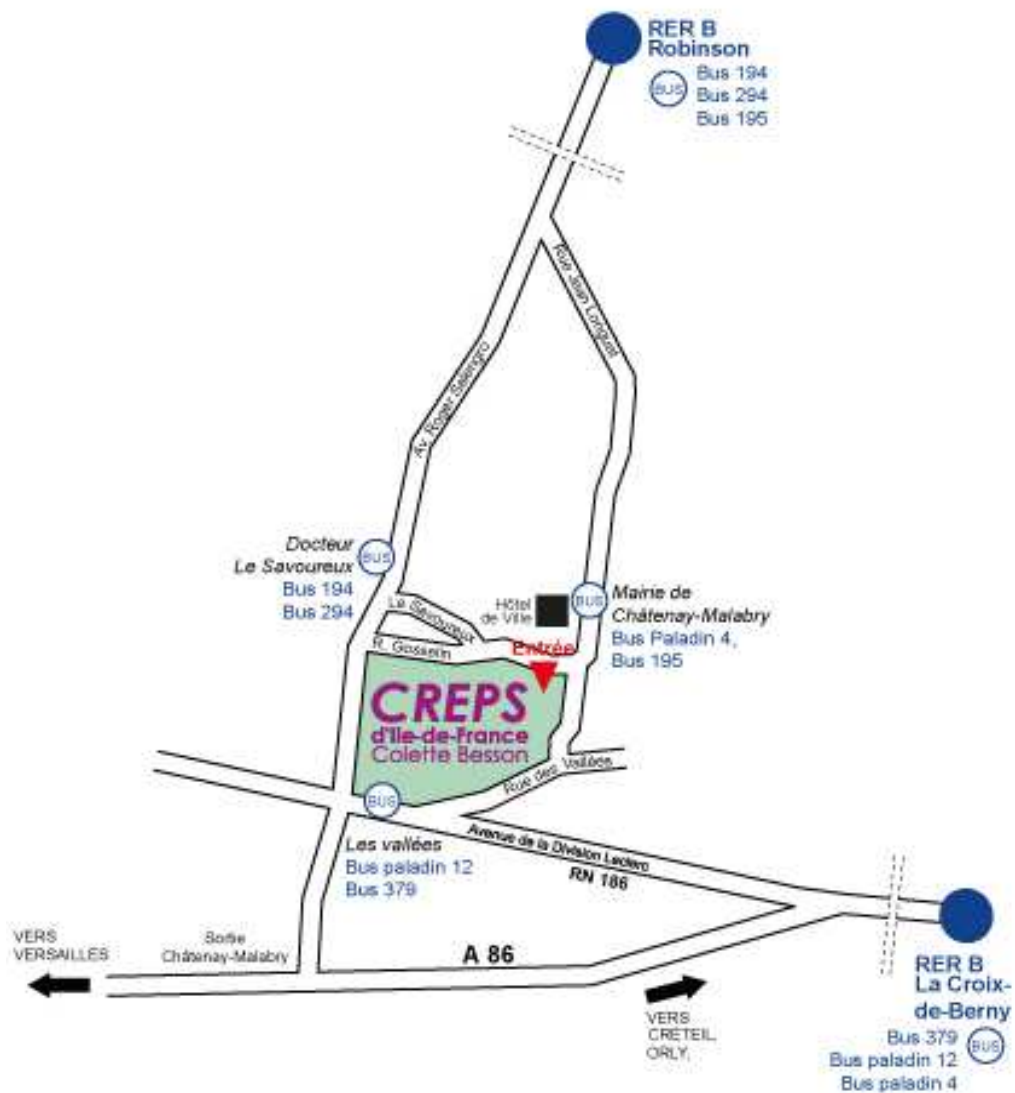 RER B
Robinson
BUS
Bus 194
Bus 294
Bus 195
Rue Jean Longuet
Av. Roger Salengro
Docteur
Le Savoureux
Bus 194
Bus 294
BUS
Le Savoureux
R. Gosselin
Hôtel
de Ville
BUS
Mairie de
Châtenay-Malabry
Bus Paladin 4,
Bus 195
Entrée
CREPS
d'Ile-de-France
Colette Besson
Rue des Vallées
BUS
Les vallées
Bus paladin 12
Bus 379
Avenue de la Division Leclerc
RN 186
VERS
VERSAILLES
Sortie
Châtenay-Malabry
A 86
VERS
CRÉTEIL,
ORLY,
RER B
La Croix-
de-Berny
Bus 379
Bus paladin 12
Bus paladin 4
BUS